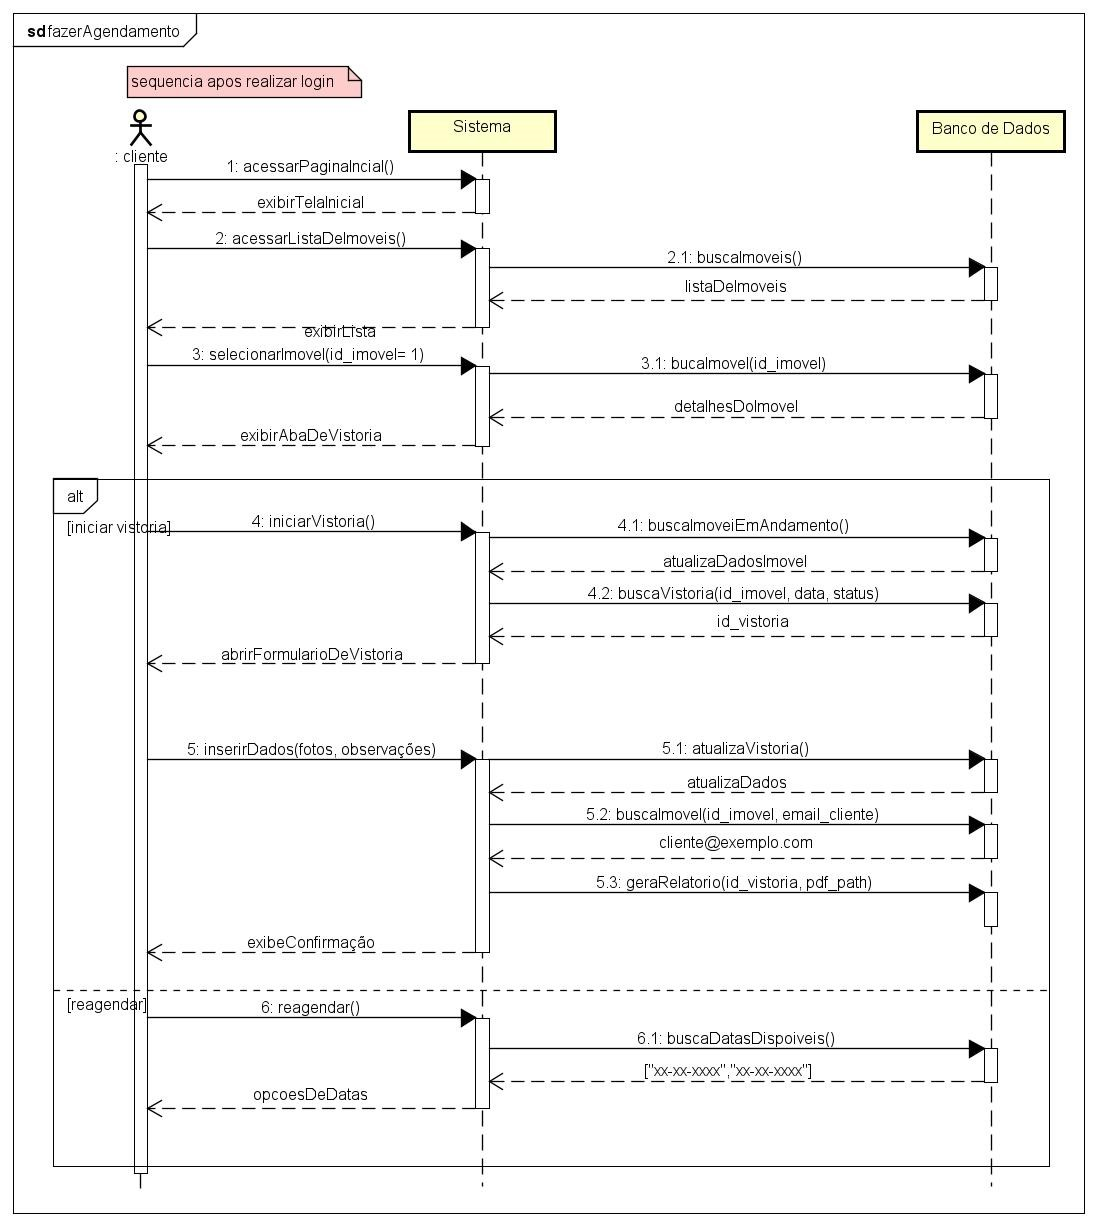 sd fazerAgendamento
sequencia apos realizar login
: cliente
Sistema
Banco de Dados
1: acessarPaginaIncial()
exibirTelaInicial
2: acessarListaDeImoveis()
2.1: buscaImoveis()
listaDeImoveis
exibirLista
3: selecionarImovel(id_imovel= 1)
3.1: bucaImovel(id_imovel)
detalhesDoImovel
exibirAbaDeVistoria
alt
[iniciar vistoria]
4: iniciarVistoria()
4.1: buscaImoveiEmAndamento()
atualizaDadosImovel
4.2: buscaVistoria(id_imovel, data, status)
id_vistoria
abrirFormularioDeVistoria
5: inserirDados(fotos, observações)
5.1: atualizaVistoria()
atualizaDados
5.2: buscaImovel(id_imovel, email_cliente)
cliente@exemplo.com
5.3: geraRelatorio(id_vistoria, pdf_path)
exibeConfirmação
[reagendar]
6: reagendar()
6.1: buscaDatasDispoiveis()
["xx-xx-xxxx","xx-xx-xxxx"]
opcoesDeDatas